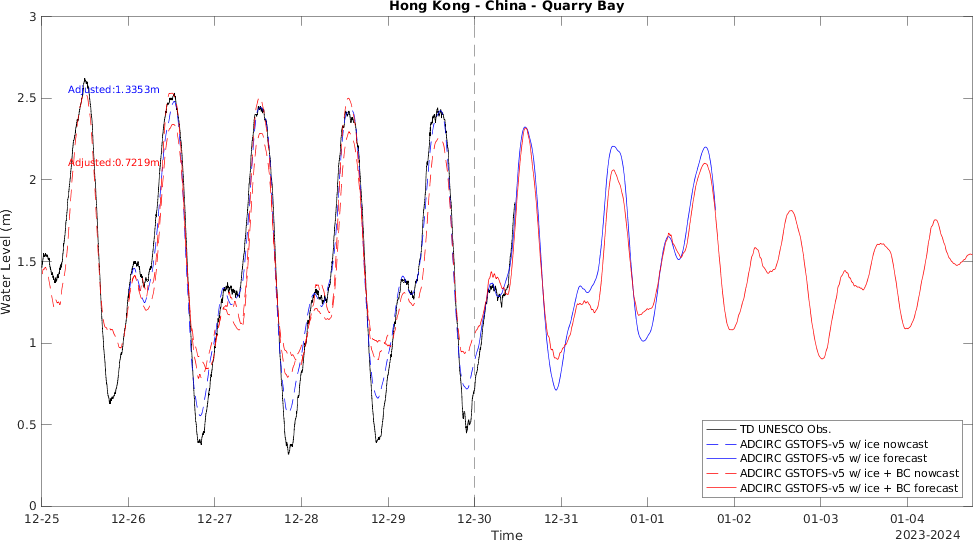 Hong Kong - China - Quarry Bay
3
2.5
2
1.5
1
0.5
0
Water Level (m)
Adjusted:1.3353m
Adjusted:0.7219m
TD UNESCO Obs.
ADCIRC GSTOFS-v5 w/ ice nowcast
ADCIRC GSTOFS-v5 w/ ice forecast
ADCIRC GSTOFS-v5 w/ ice + BC nowcast
ADCIRC GSTOFS-v5 w/ ice + BC forecast
12-25 12-26 12-27 12-28 12-29 12-30 12-31 01-01 01-02 01-03 01-04
Time
2023-2024